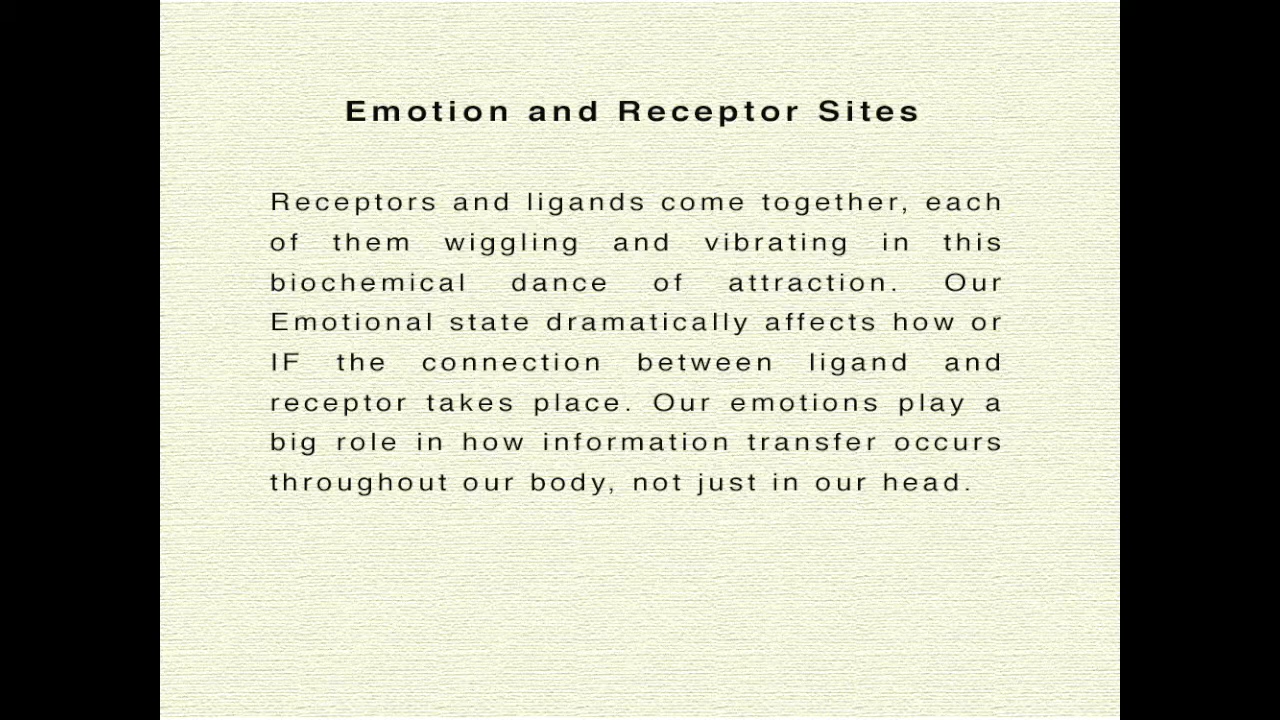 Emotion and Receptor Sites
Receptors and ligands come together, each
of them wiggling and vibrating in this
biochemical dance of attraction. Our
Emotional state dramatically affects how or
IF the connection between ligand and
receptor takes place. Our emotions play a
big role in how information transfer occurs
throughout our body, not just in our head.